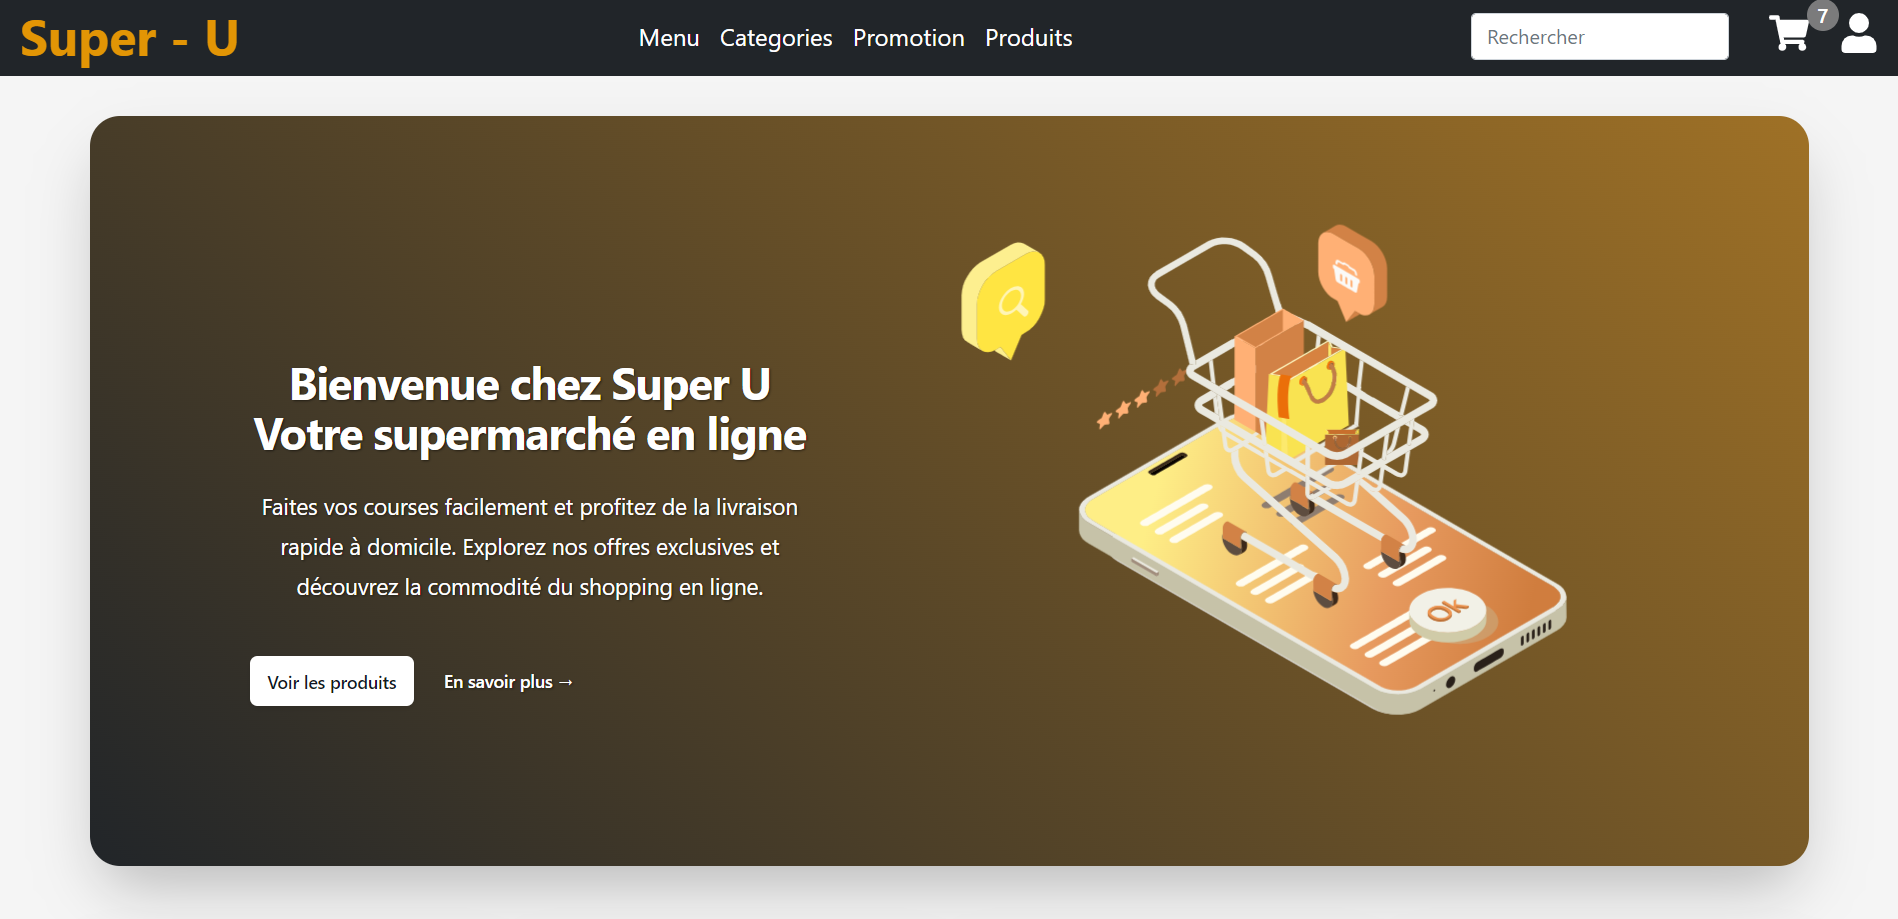 Super - U
Menu Categories Promotion Produits
Rechercher
7
Bienvenue chez Super U
Votre supermarché en ligne
Faites vos courses facilement et profitez de la livraison
rapide à domicile. Explorez nos offres exclusives et
découvrez la commodité du shopping en ligne.
Voir les produits
En savoir plus →
Ok